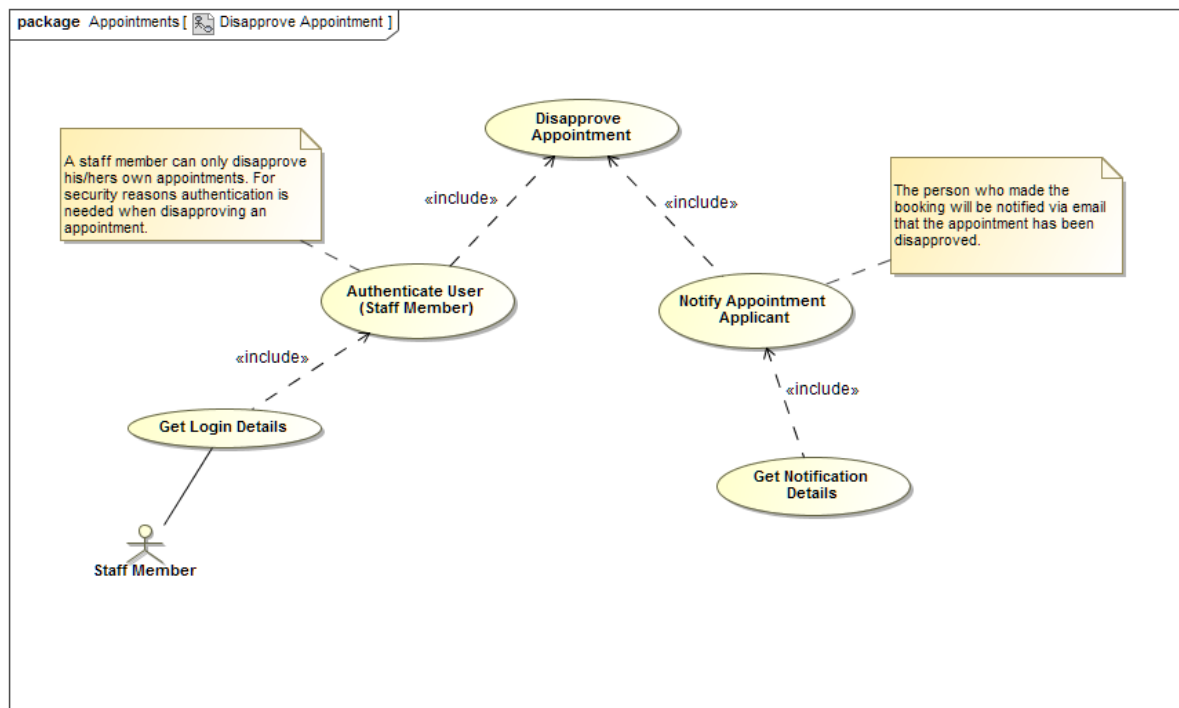 package Appointments [ Disapprove Appointment ]
Disapprove
Appointment
A staff member can only disapprove
his/hers own appointments. For
security reasons authentication is
needed when disapproving an
appointment.
The person who made the
booking will be notified via email
that the appointment has been
disapproved.
«include»
«include»
Authenticate User
(Staff Member)
Notify Appointment
Applicant
«include»
«include»
Get Login Details
Get Notification
Details
Staff Member